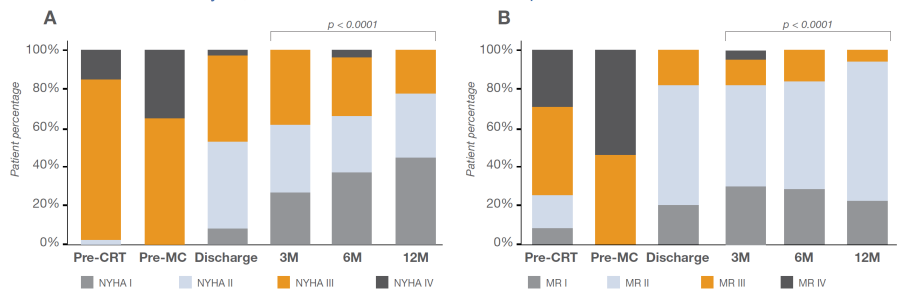 A
p < 0.0001
Patient percentage
100%
80%
60%
40%
20%
0%
Pre-CRT Pre-MC Discharge 3M 6M 12M
NYHA I NYHA II NYHA III NYHA IV
B
p < 0.0001
Patient percentage
100%
80%
60%
40%
20%
0%
Pre-CRT Pre-MC Discharge 3M 6M 12M
MR I MR II MR III MR IV